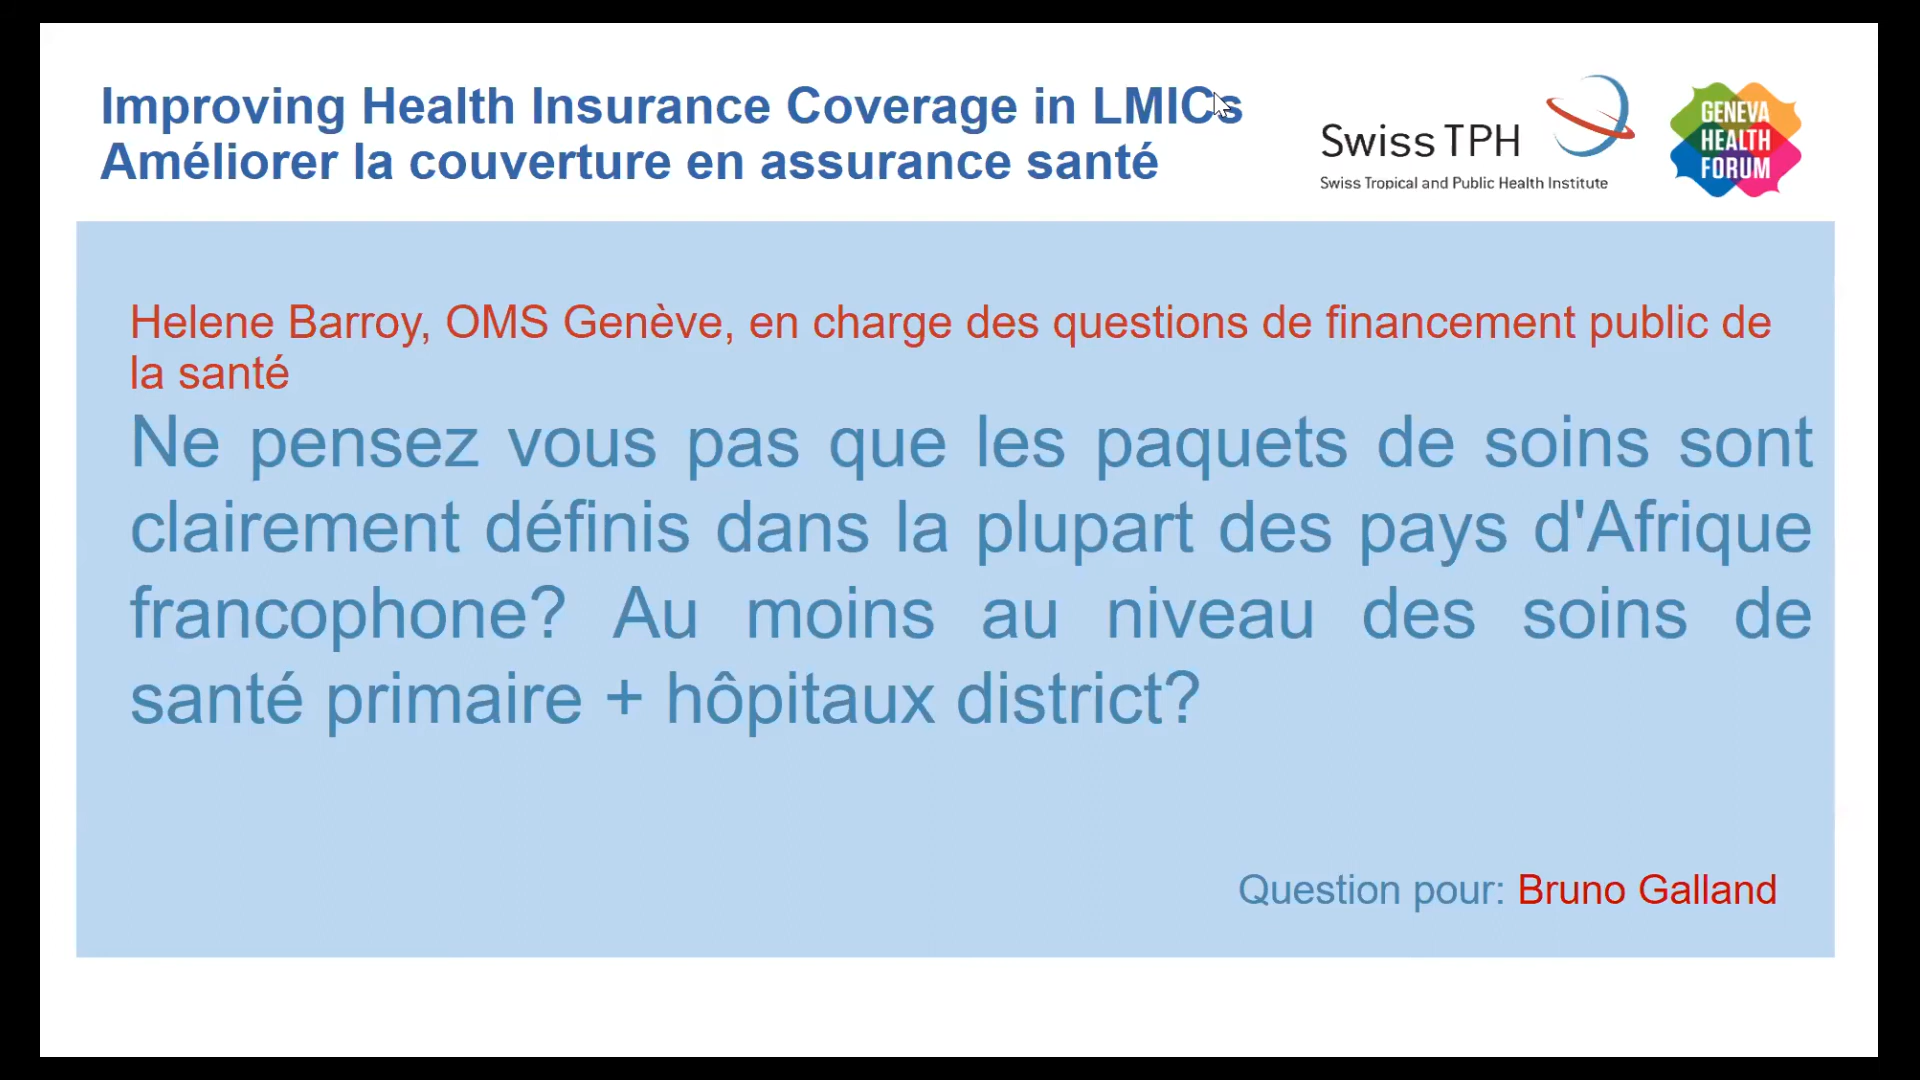 Improving Health Insurance Coverage in LMICs
Améliorer la couverture en assurance santé
Swiss TPH
Swiss Tropical and Public Health Institute
GENEVA
HEALTH
FORUM
Helene Barroy, OMS Genève, en charge des questions de financement public de
la santé
Ne pensez vous pas que les paquets de soins sont
clairement définis dans la plupart des pays d'Afrique
francophone? Au moins au niveau des soins de
santé primaire + hôpitaux district?
Question pour: Bruno Galland